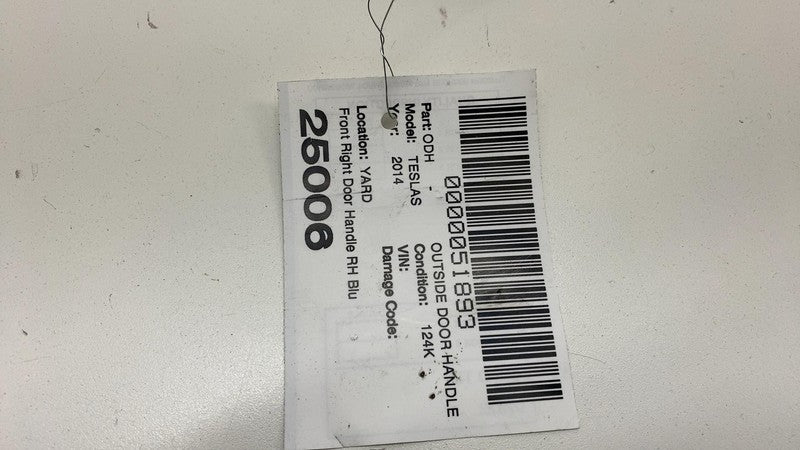 0000051893
Part: ODH - OUTSIDE DOOR HANDLE
Model: TESLAS Condition: 124K
Year: 2014 VIN:
Damage Code:
Location: YARD
Front Right Door Handle RH Blu
25006